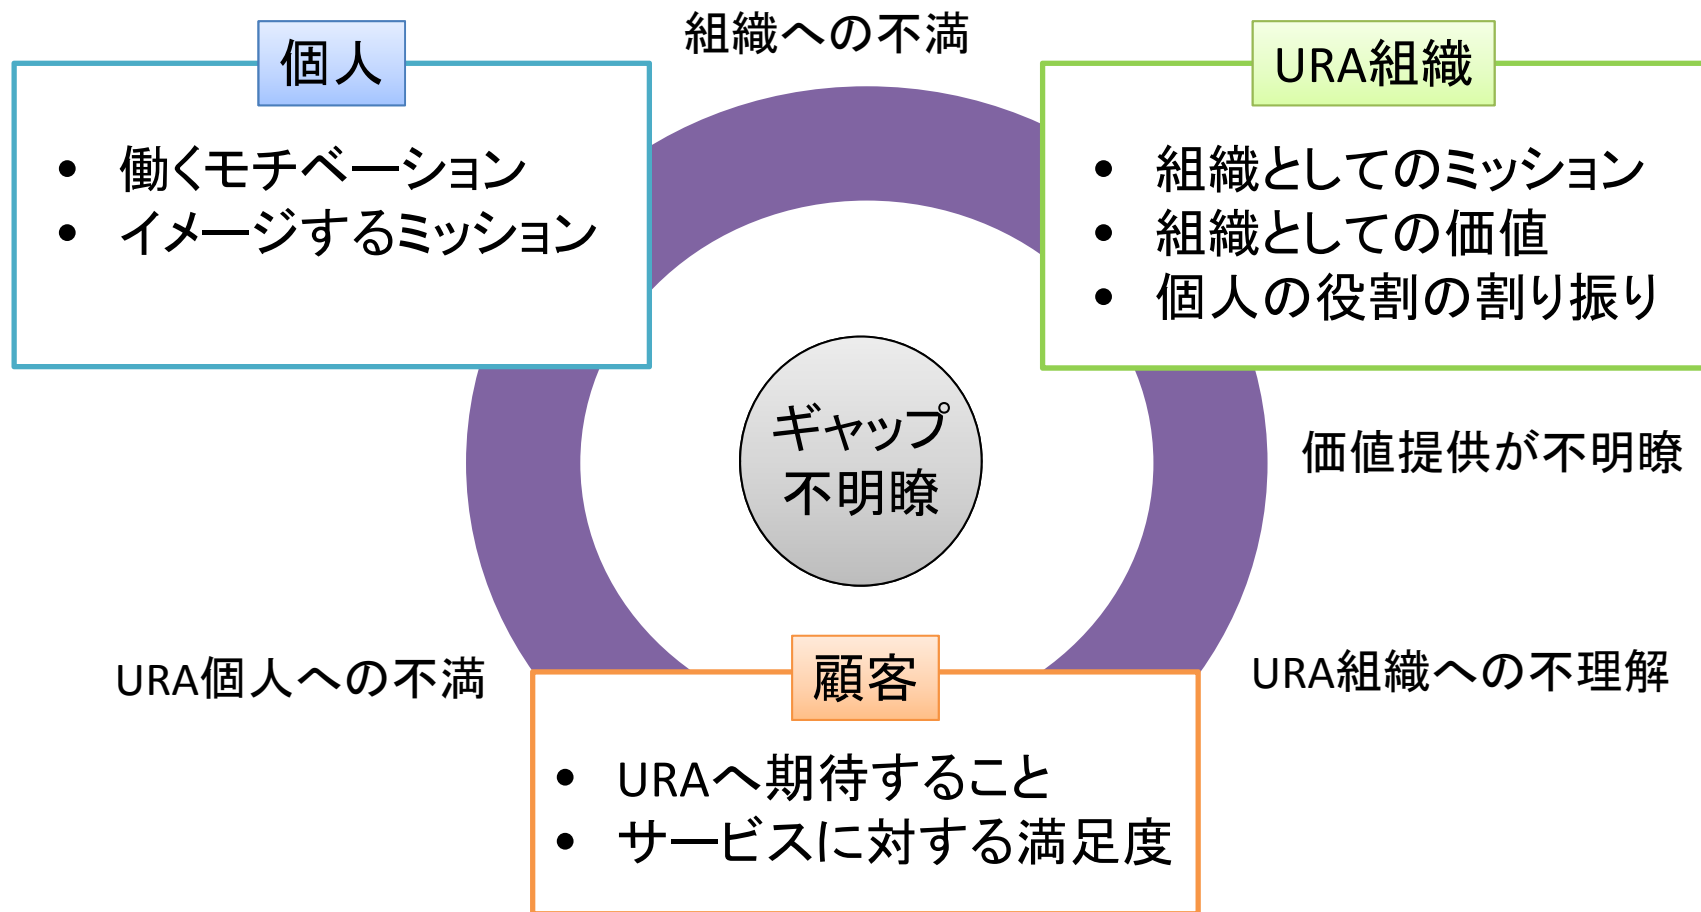 組織への不満
個人
• 働くモチベーション
• イメージするミッション
URA組織
• 組織としてのミッション
• 組織としての価値
• 個人の役割の割り振り
ギャップ
不明瞭
価値提供が不明瞭
URA個人への不満
URA組織への不理解
顧客
• URAへ期待すること
• サービスに対する満足度